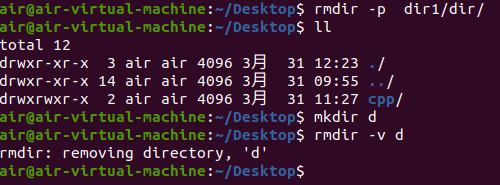 air@air-virtual-machine:~/Desktop$ rmdir -p  dir1/dir/
air@air-virtual-machine:~/Desktop$ ll
total 12
drwxr-xr-x  3 air air 4096 3月  31 12:23 ./
drwxr-xr-x 14 air air 4096 3月  31 09:55 ../
drwxrwxr-x  2 air air 4096 3月  31 11:27 cpp/
air@air-virtual-machine:~/Desktop$ mkdir d
air@air-virtual-machine:~/Desktop$ rmdir -v d
rmdir: removing directory, 'd'
air@air-virtual-machine:~/Desktop$